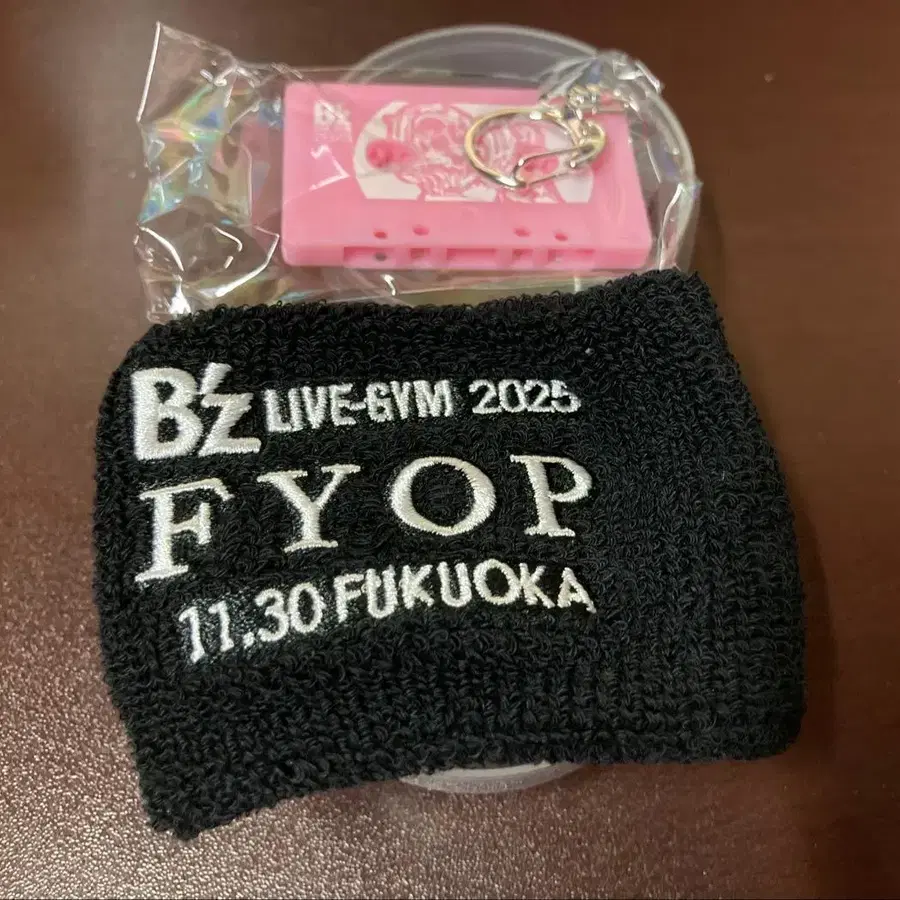 B'z
B'z LIVE-GYM 2025
FYOP
11.30 FUKUOKA